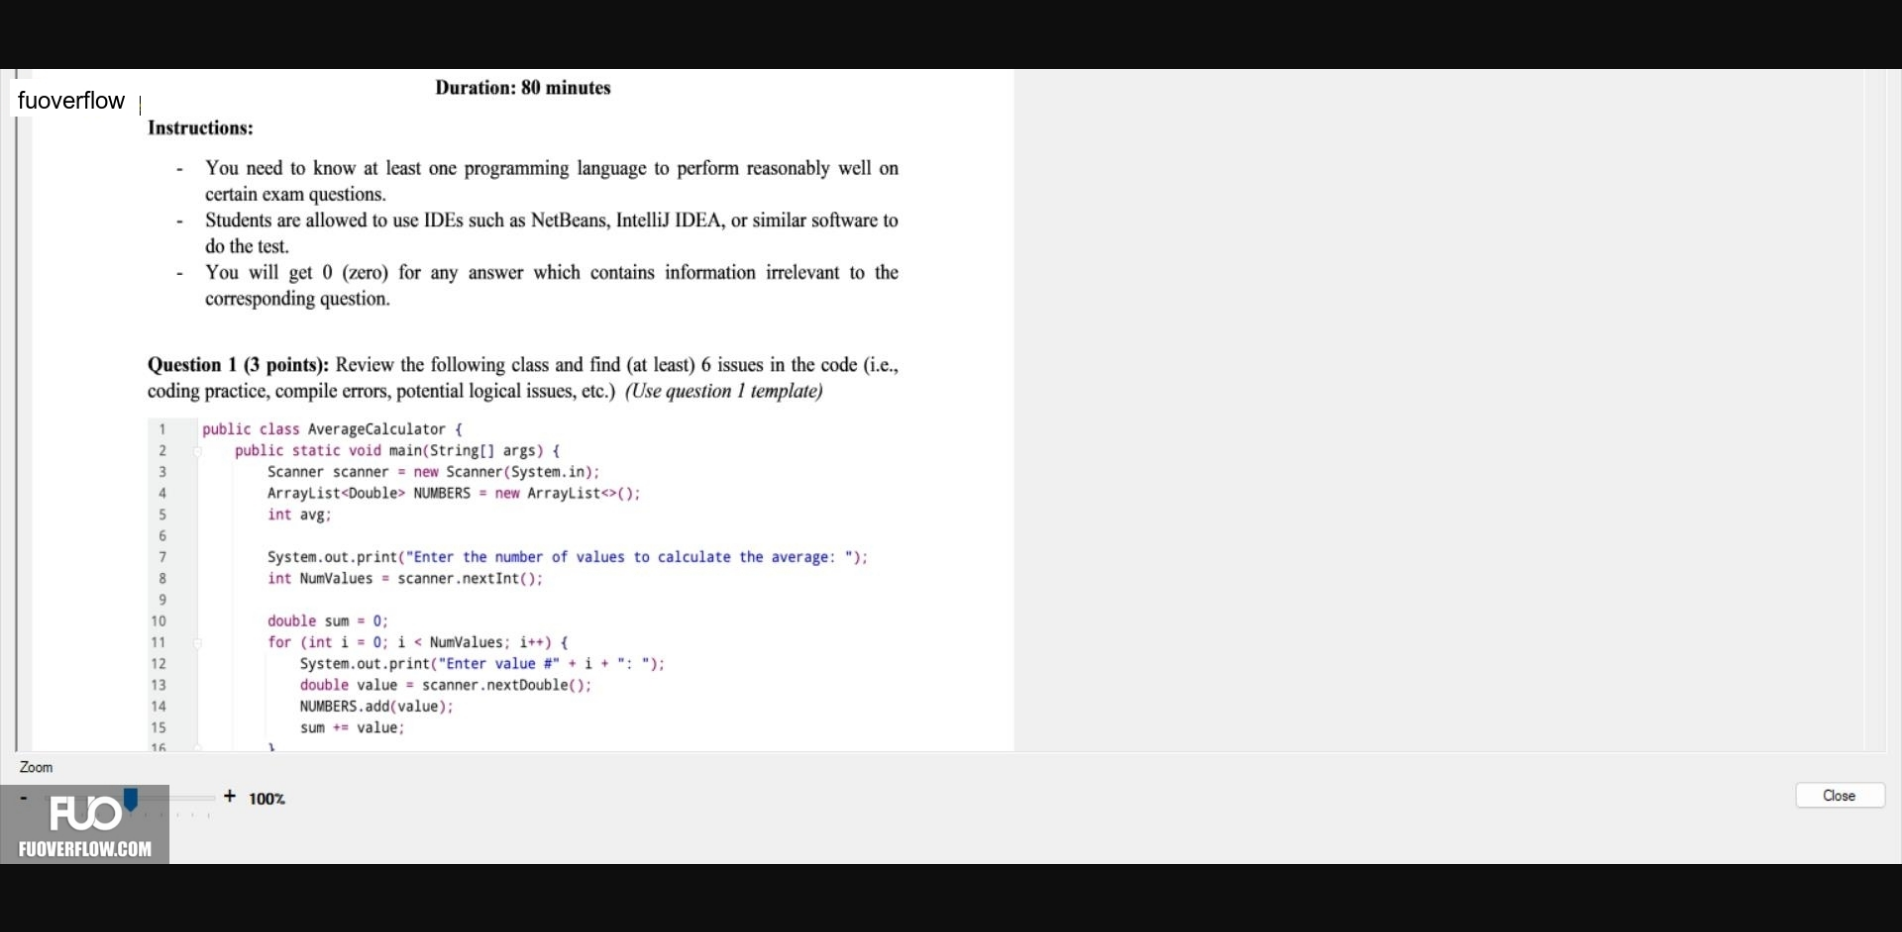 Duration: 80 minutes
fuoverflow
Instructions:
- You need to know at least one programming language to perform reasonably well on
certain exam questions.
- Students are allowed to use IDEs such as NetBeans, IntelliJ IDEA, or similar software to
do the test.
- You will get 0 (zero) for any answer which contains information irrelevant to the
corresponding question.
Question 1 (3 points): Review the following class and find (at least) 6 issues in the code (i.e.,
coding practice, compile errors, potential logical issues, etc.) (Use question 1 template)
1 public class AverageCalculator {
2 public static void main(String[] args) {
3 Scanner scanner = new Scanner(System.in);
4 ArrayList<Double> NUMBERS = new ArrayList<>();
5 int avg;
6
7 System.out.print("Enter the number of values to calculate the average: ");
8 int NumValues = scanner.nextInt();
9
10 double sum = 0;
11 for (int i = 0; i < NumValues; i++) {
12 System.out.print("Enter value #" + i + ": ");
13 double value = scanner.nextDouble();
14 NUMBERS.add(value);
15 sum += value;
16 }
Zoom
- + 100%
Close
FUO
FUOVERFLOW.COM